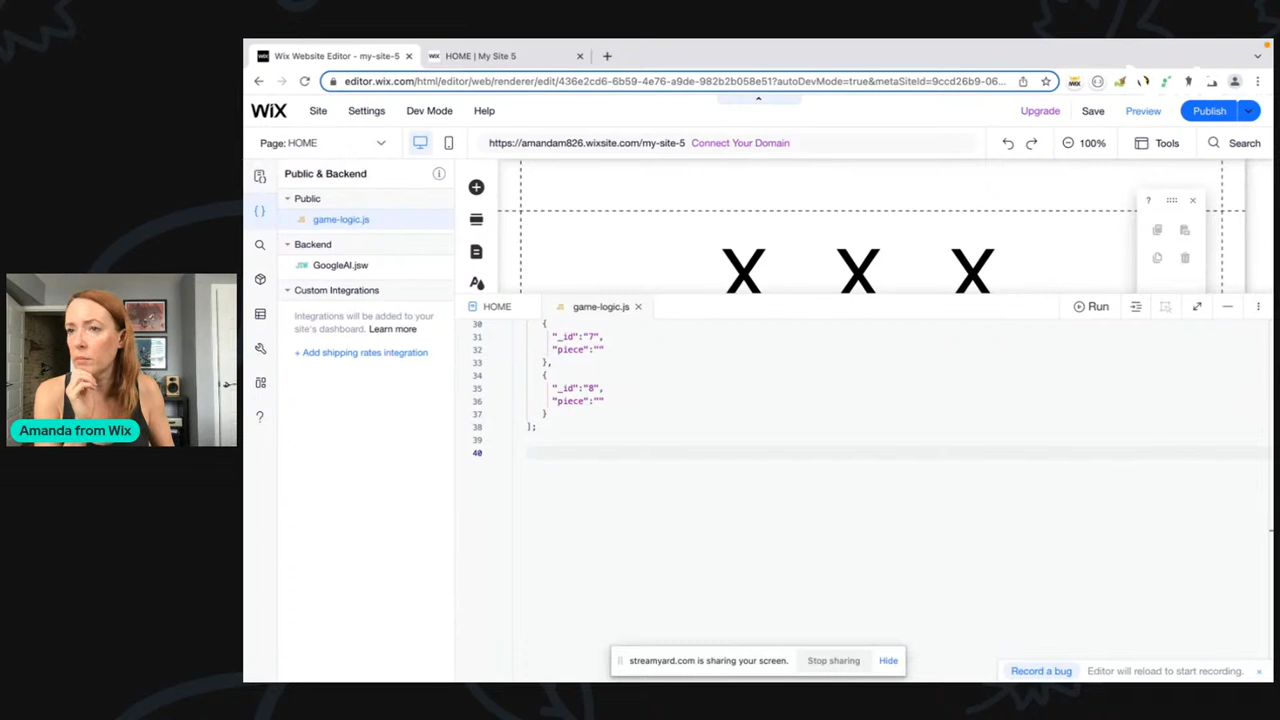 Wix Website Editor - my-site-5
HOME | My Site 5
editor.wix.com/html/editor/web/renderer/edit/436e2cd6-6b59-4e76-a9de-982b2b058e51?autoDevMode=true&metaSiteId=9ccd26b9-06...
WiX Site Settings Dev Mode Help Upgrade Save Preview Publish
Page: HOME https://amandam826.wixsite.com/my-site-5 Connect Your Domain 100% Tools Search
Public & Backend
Public
game-logic.js
Backend
GoogleAI.jsw
Custom Integrations
Integrations will be added to your
site's dashboard. Learn more
+ Add shipping rates integration
X X X
HOME game-logic.js Run
30 {
31 "_id":"7",
32 "piece":""
33 },
34 {
35 "_id":"8",
36 "piece":""
37 }
38 ];
39
40
Amanda from Wix
streamyard.com is sharing your screen. Stop sharing Hide
Record a bug Editor will reload to start recording.